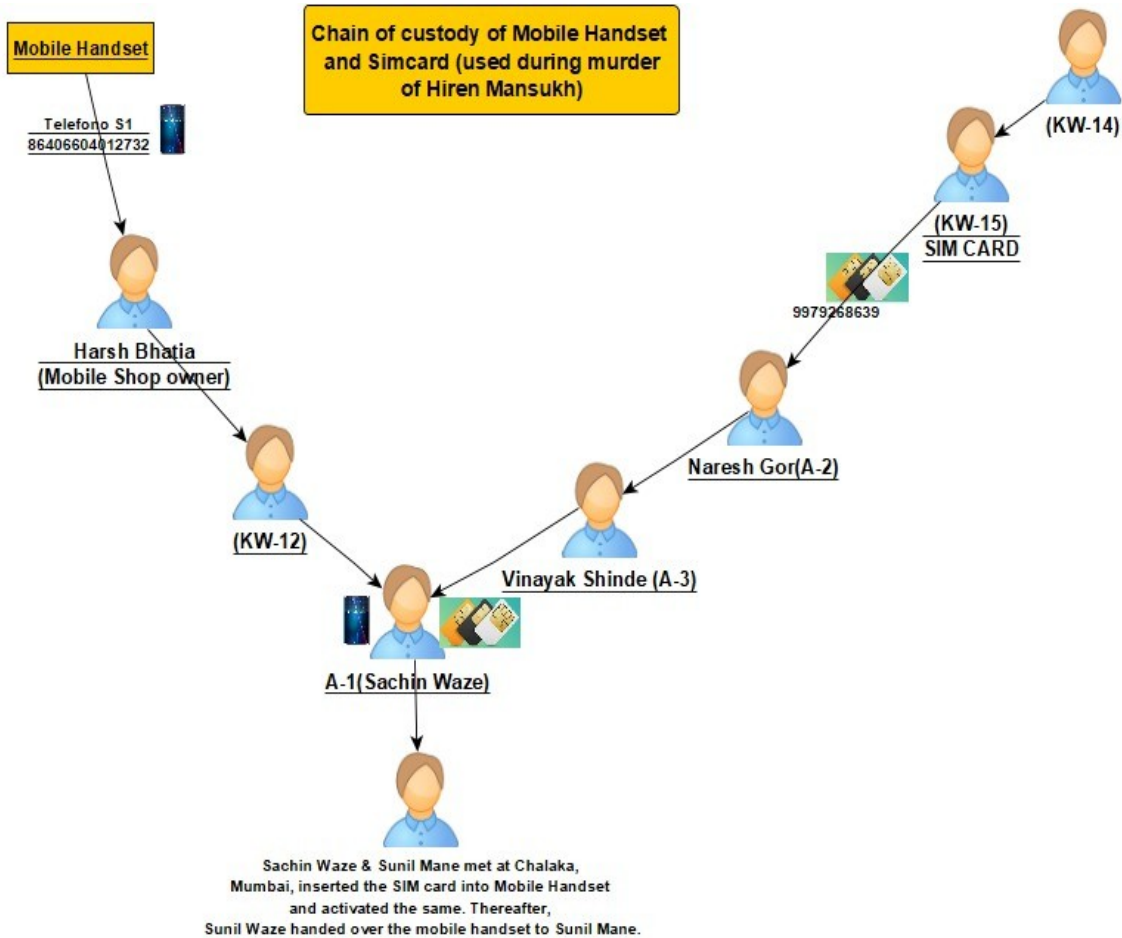 Mobile Handset
Chain of custody of Mobile Handset
and Simcard (used during murder
of Hiren Mansukh)
Telefono S1
86406604012732
(KW-14)
(KW-15)
SIM CARD
9979268639
Harsh Bhatia
(Mobile Shop owner)
Naresh Gor(A-2)
(KW-12)
Vinayak Shinde (A-3)
A-1(Sachin Waze)
Sachin Waze & Sunil Mane met at Chalaka,
Mumbai, inserted the SIM card into Mobile Handset
and activated the same. Thereafter,
Sunil Waze handed over the mobile handset to Sunil Mane.